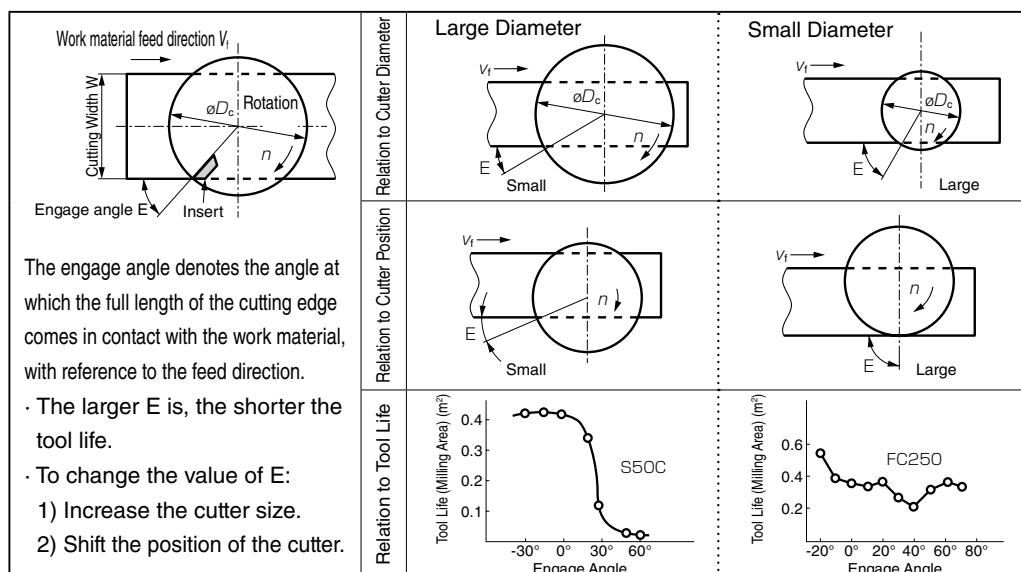 Work material feed direction Vf
Cutting Width W
øDc
Rotation
n
Engage angle E
Insert
The engage angle denotes the angle at
which the full length of the cutting edge
comes in contact with the work material,
with reference to the feed direction.
· The larger E is, the shorter the
tool life.
· To change the value of E:
1) Increase the cutter size.
2) Shift the position of the cutter.
Relation to Cutter Diameter
Large Diameter
Vf
øDc
n
E
Small
Small Diameter
Vf
øDc
n
E
Large
Relation to Cutter Position
Vf
n
E
Small
Vf
n
E
Large
Relation to Tool Life
Tool Life (Milling Area) (m²)
0.4
0.3
0.2
0.1
S50C
-30° 0° 30° 60°
Engage Angle
Tool Life (Milling Area) (m²)
0.6
0.4
0.2
FC250
-20° 0° 20° 40° 60° 80°
Engage Angle